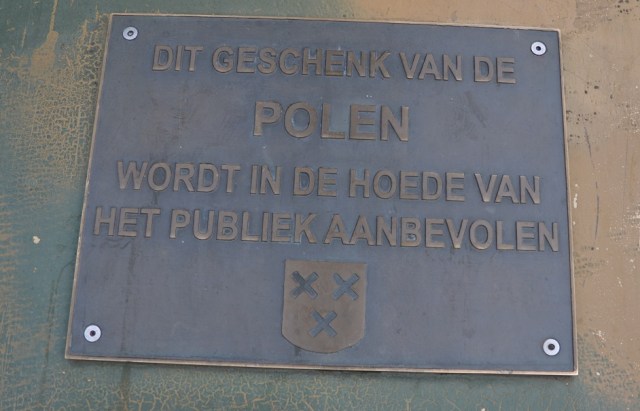 DIT GESCHENK VAN DE
POLEN
WORDT IN DE HOEDE VAN
HET PUBLIEK AANBEVOLEN